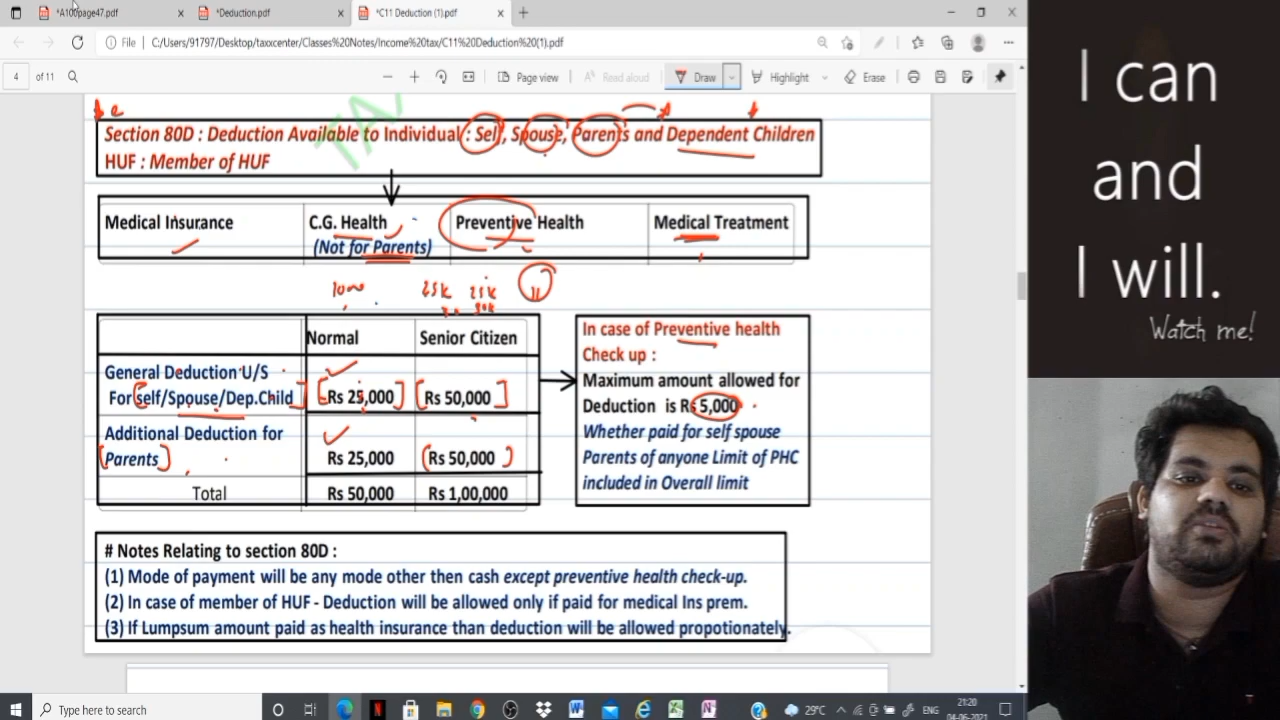 *A100page47.pdf
*Deduction.pdf
*C11 Deduction (1).pdf
File C:/Users/91797/Desktop/taxxcenter/Classes%20Notes/Income%20tax/C11%20Deduction%20(1).pdf
4 of 11
Page view
Read aloud
Draw
Highlight
Erase
TA
Section 80D : Deduction Available to Individual : Self, Spouse, Parents and Dependent Children
HUF : Member of HUF
Medical Insurance
C.G. Health
(Not for Parents)
Preventive Health
Medical Treatment
25k 25k
Normal Senior Citizen
General Deduction U/S
For Self/Spouse/Dep.Child Rs 25,000 Rs 50,000
Additional Deduction for
Parents Rs 25,000 Rs 50,000
Total Rs 50,000 Rs 1,00,000
In case of Preventive health
Check up :
Maximum amount allowed for
Deduction is Rs 5,000
Whether paid for self spouse
Parents of anyone Limit of PHC
included in Overall limit
# Notes Relating to section 80D :
(1) Mode of payment will be any mode other then cash except preventive health check-up.
(2) In case of member of HUF - Deduction will be allowed only if paid for medical Ins prem.
(3) If Lumpsum amount paid as health insurance than deduction will be allowed propotionately.
I can
and
I will.
Watch me!
Type here to search
29°C
ENG
21:20
04-06-2021